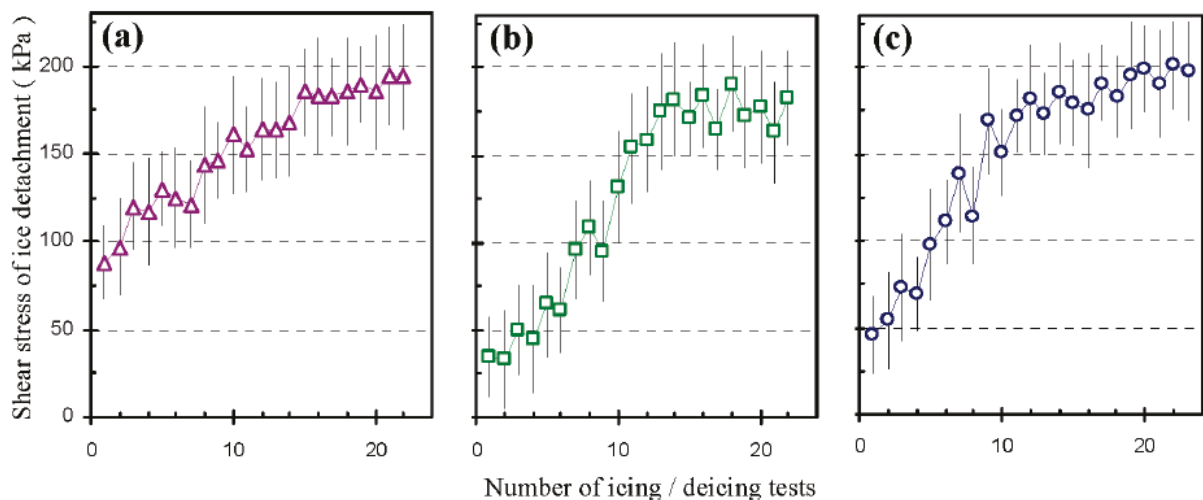 (a)
(b)
(c)
Shear stress of ice detachment ( kPa )
200
150
100
50
0
0 10 20
0 10 20
0 10 20
Number of icing / deicing tests